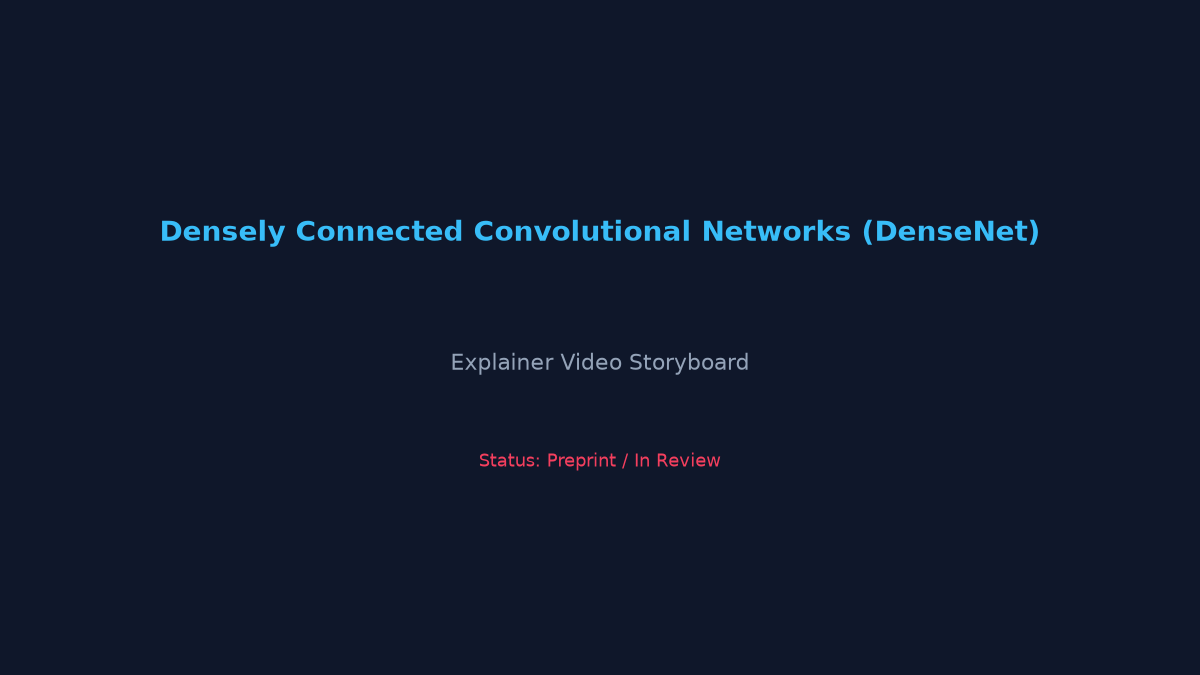 Densely Connected Convolutional Networks (DenseNet)
Explainer Video Storyboard
Status: Preprint / In Review